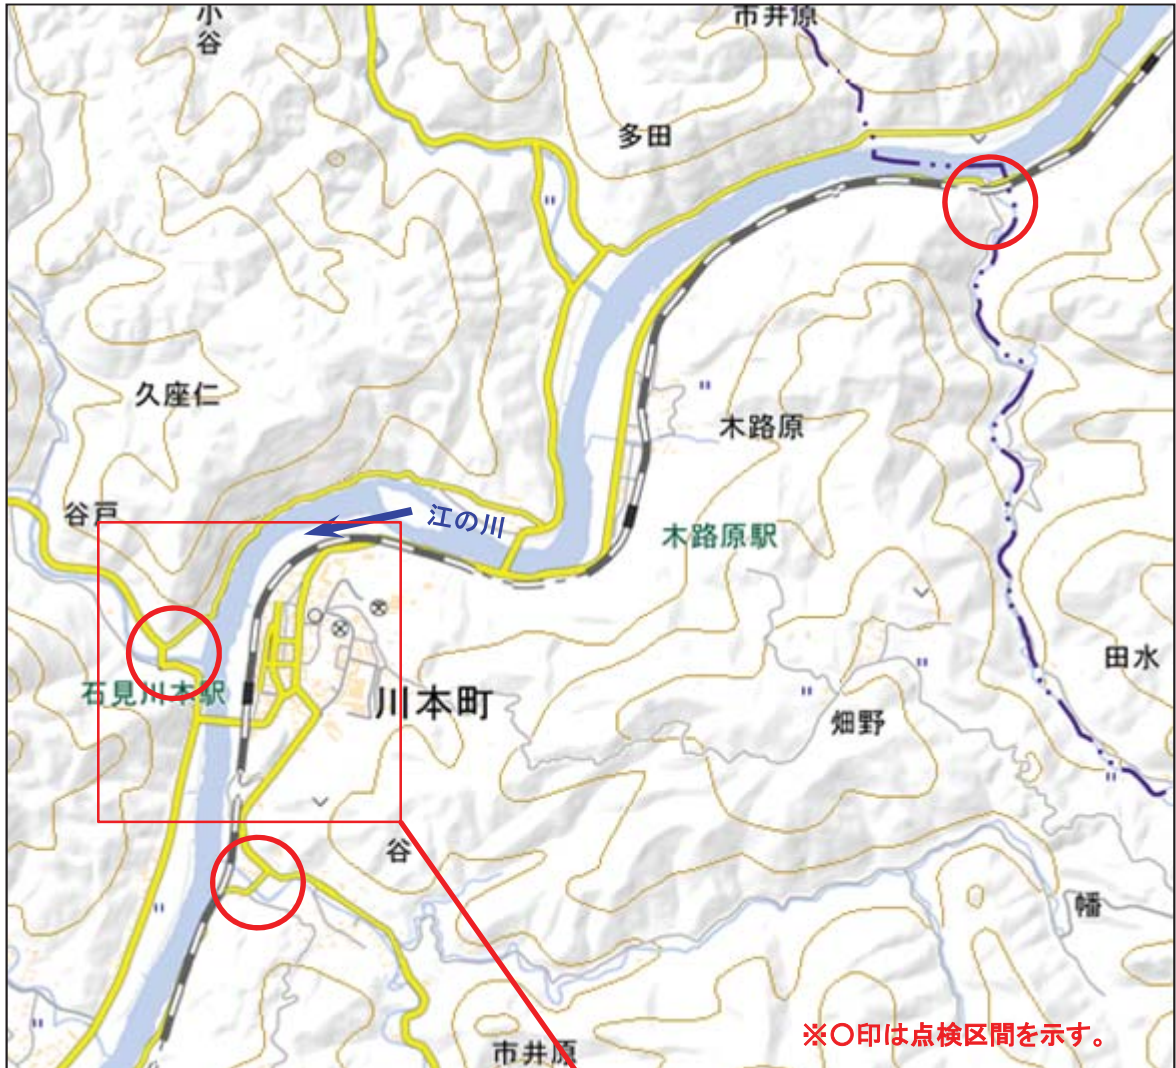 小谷
市井原
多田
久座仁
木路原
谷戸
江の川
木路原駅
石見川本駅
川本町
田水
畑野
谷
幡
市井原
※〇印は点検区間を示す。